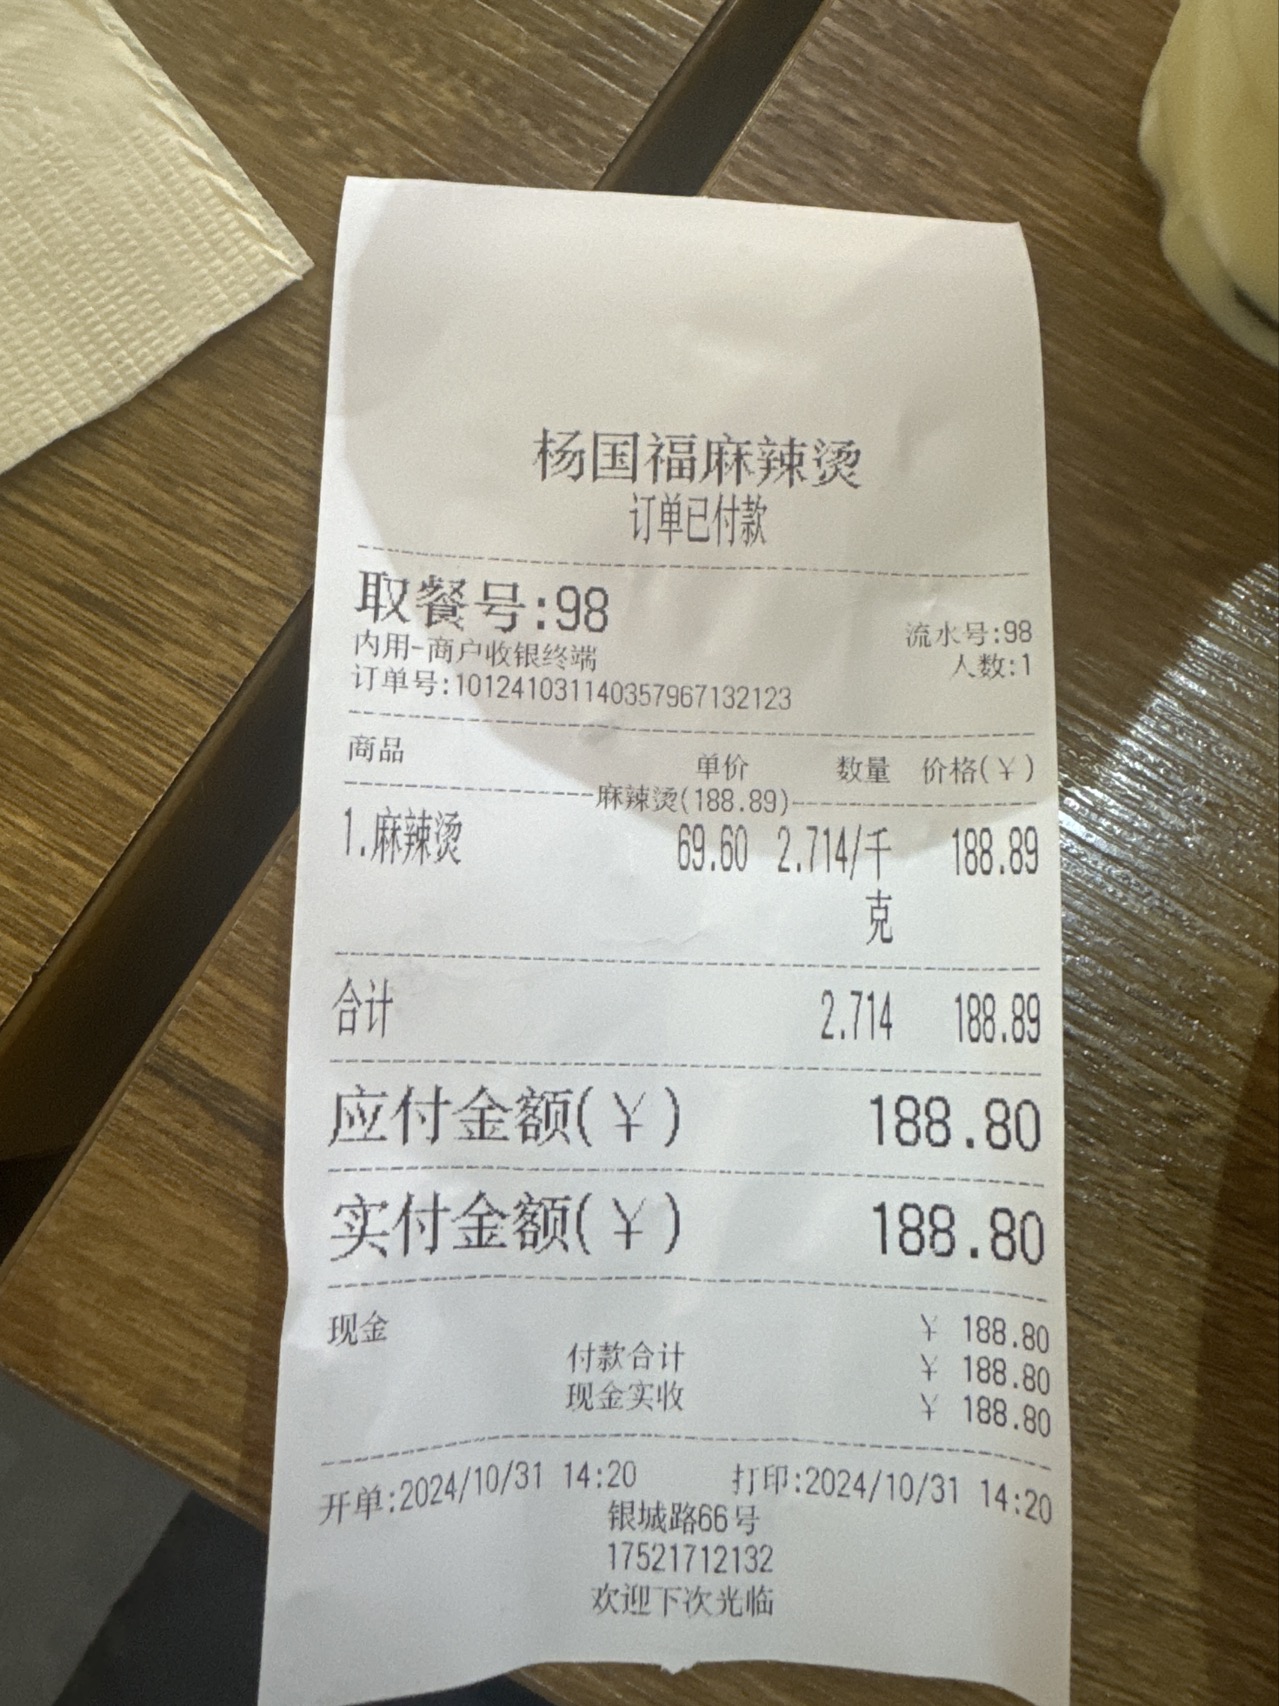 杨国福麻辣烫
订单已付款
取餐号:98
流水号:98
内用-商户收银终端
人数:1
订单号:101241031140357967132123
商品 单价 数量 价格(¥)
麻辣烫(188.89)
1.麻辣烫 69.60 2.714/千克 188.89
合计 2.714 188.89
应付金额(¥) 188.80
实付金额(¥) 188.80
现金 ¥ 188.80
付款合计 ¥ 188.80
现金实收 ¥ 188.80
开单:2024/10/31 14:20 打印:2024/10/31 14:20
银城路66号
17521712132
欢迎下次光临